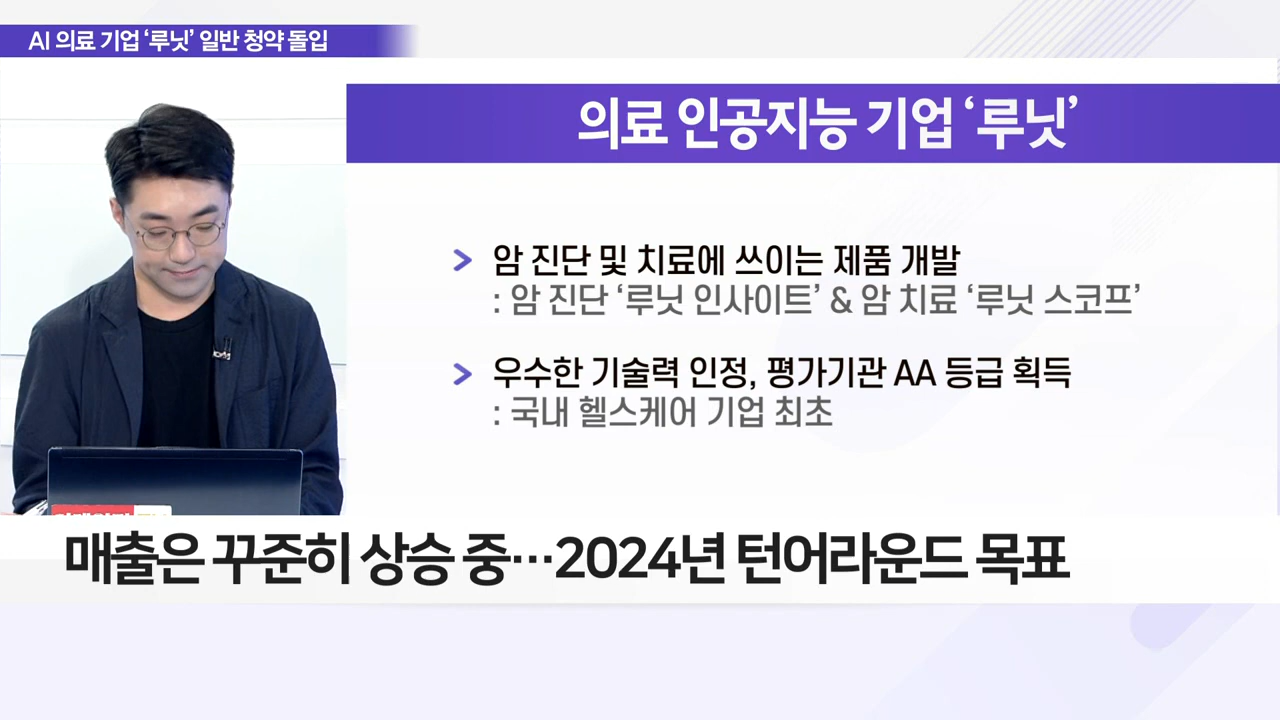 AI 의료 기업 ‘루닛’ 일반 청약 돌입
의료 인공지능 기업 ‘루닛’
> 암 진단 및 치료에 쓰이는 제품 개발
: 암 진단 ‘루닛 인사이트’ & 암 치료 ‘루닛 스코프’
> 우수한 기술력 인정, 평가기관 AA 등급 획득
: 국내 헬스케어 기업 최초
매출은 꾸준히 상승 중…2024년 턴어라운드 목표